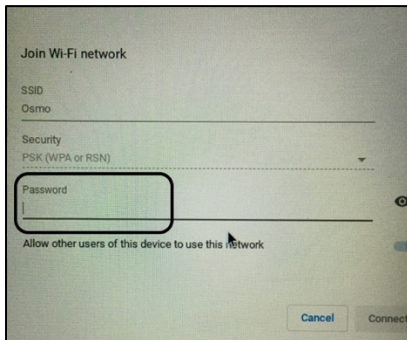 Join Wi-Fi network
SSID
Osmo
Security
PSK (WPA or RSN)
Password
Allow other users of this device to use this network
Cancel
Connect